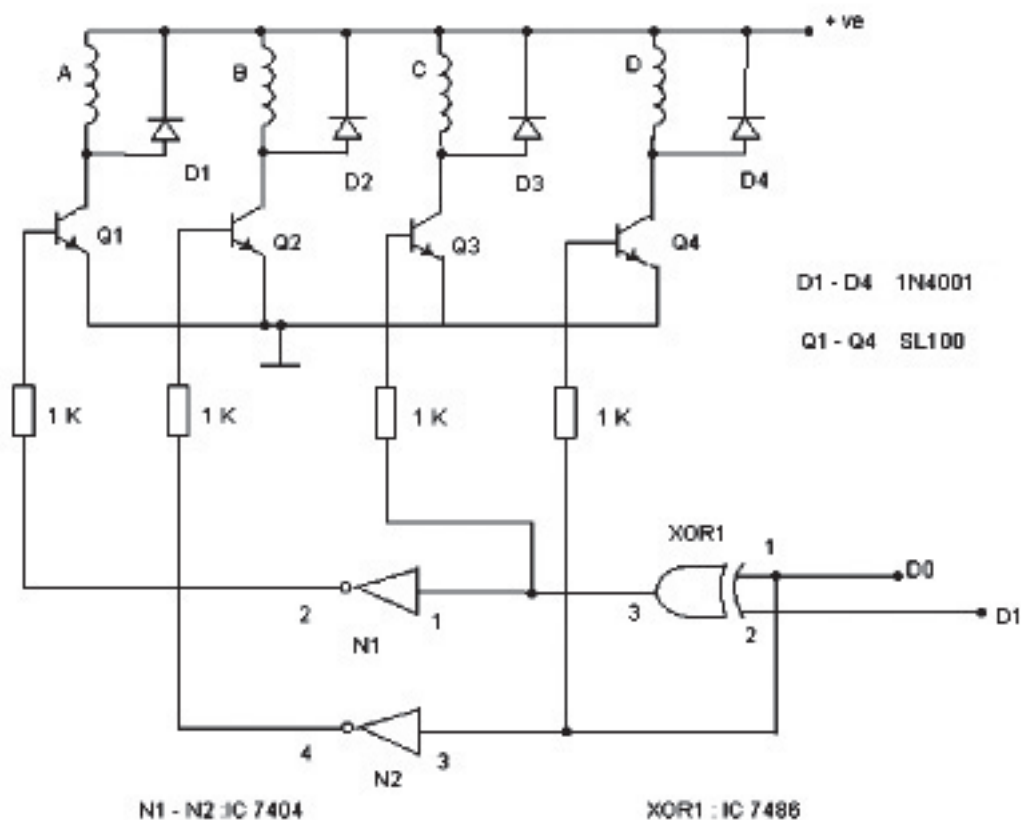 + ve
A
B
C
D
D1
D2
D3
D4
Q1
Q2
Q3
Q4
D1 - D4 1N4001
Q1 - Q4 SL100
1 K
1 K
1 K
1 K
XOR1
1
D0
2
3
D1
2
1
N1
4
3
N2
N1 - N2 :IC 7404
XOR1 : IC 7486